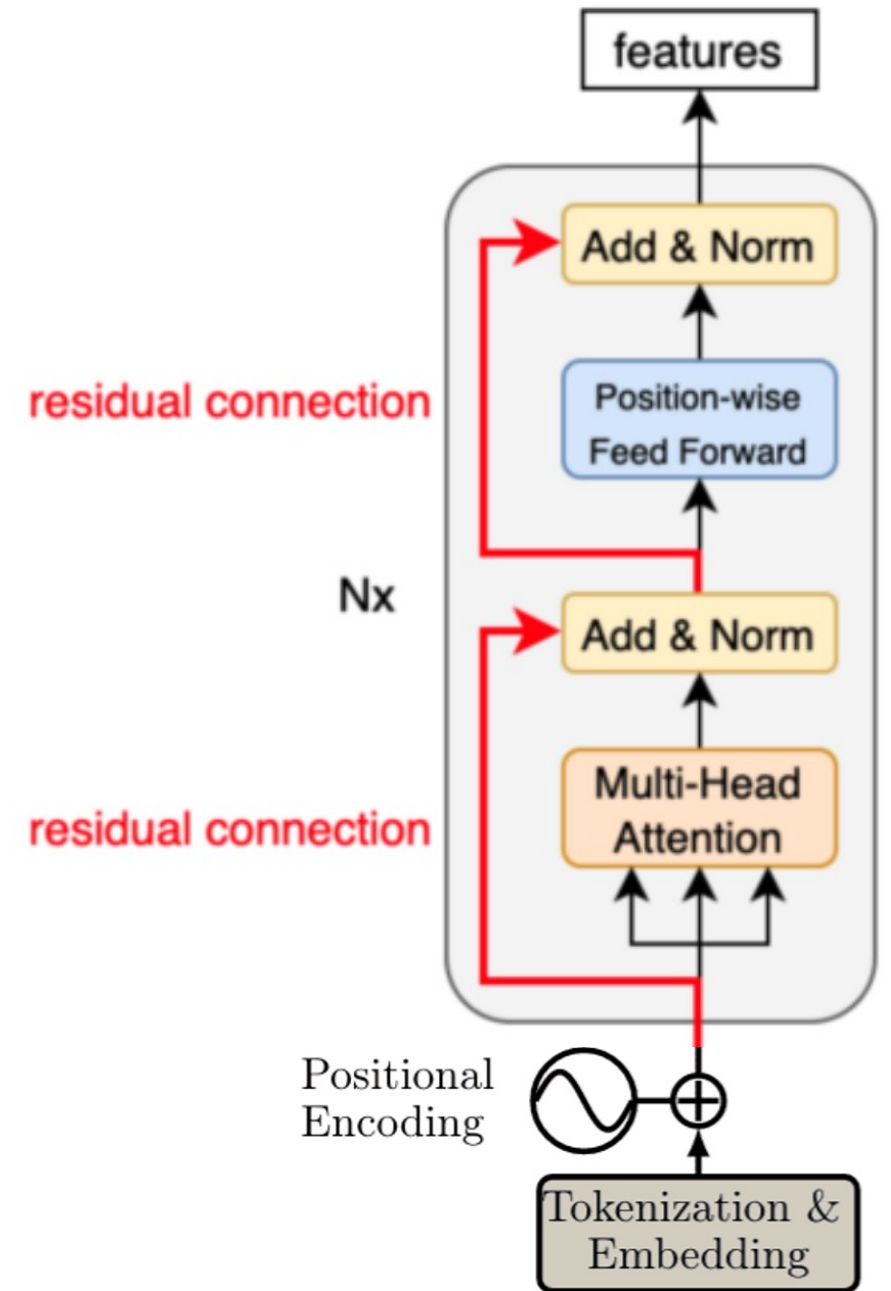 features
Add & Norm
residual connection
Position-wise
Feed Forward
Nx
Add & Norm
Multi-Head
Attention
residual connection
Positional
Encoding
Tokenization &
Embedding